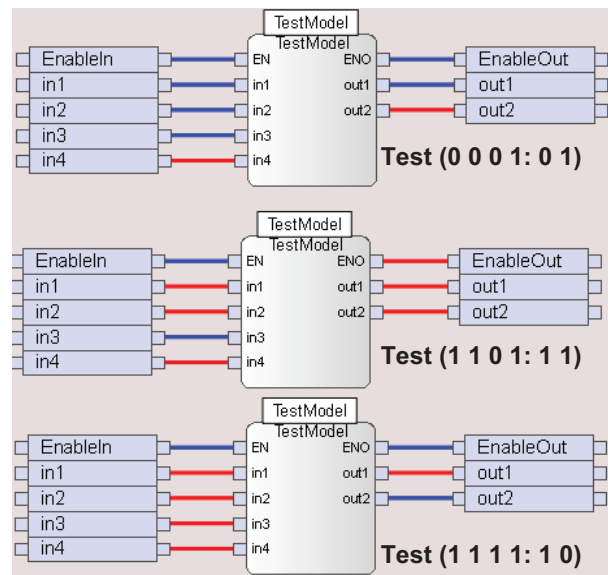 TestModel
TestModel
EnableIn EN ENO EnableOut
in1 in1 out1 out1
in2 in2 out2 out2
in3 in3
in4 in4
Test (0 0 0 1: 0 1)
TestModel
TestModel
EnableIn EN ENO EnableOut
in1 in1 out1 out1
in2 in2 out2 out2
in3 in3
in4 in4
Test (1 1 0 1: 1 1)
TestModel
TestModel
EnableIn EN ENO EnableOut
in1 in1 out1 out1
in2 in2 out2 out2
in3 in3
in4 in4
Test (1 1 1 1: 1 0)